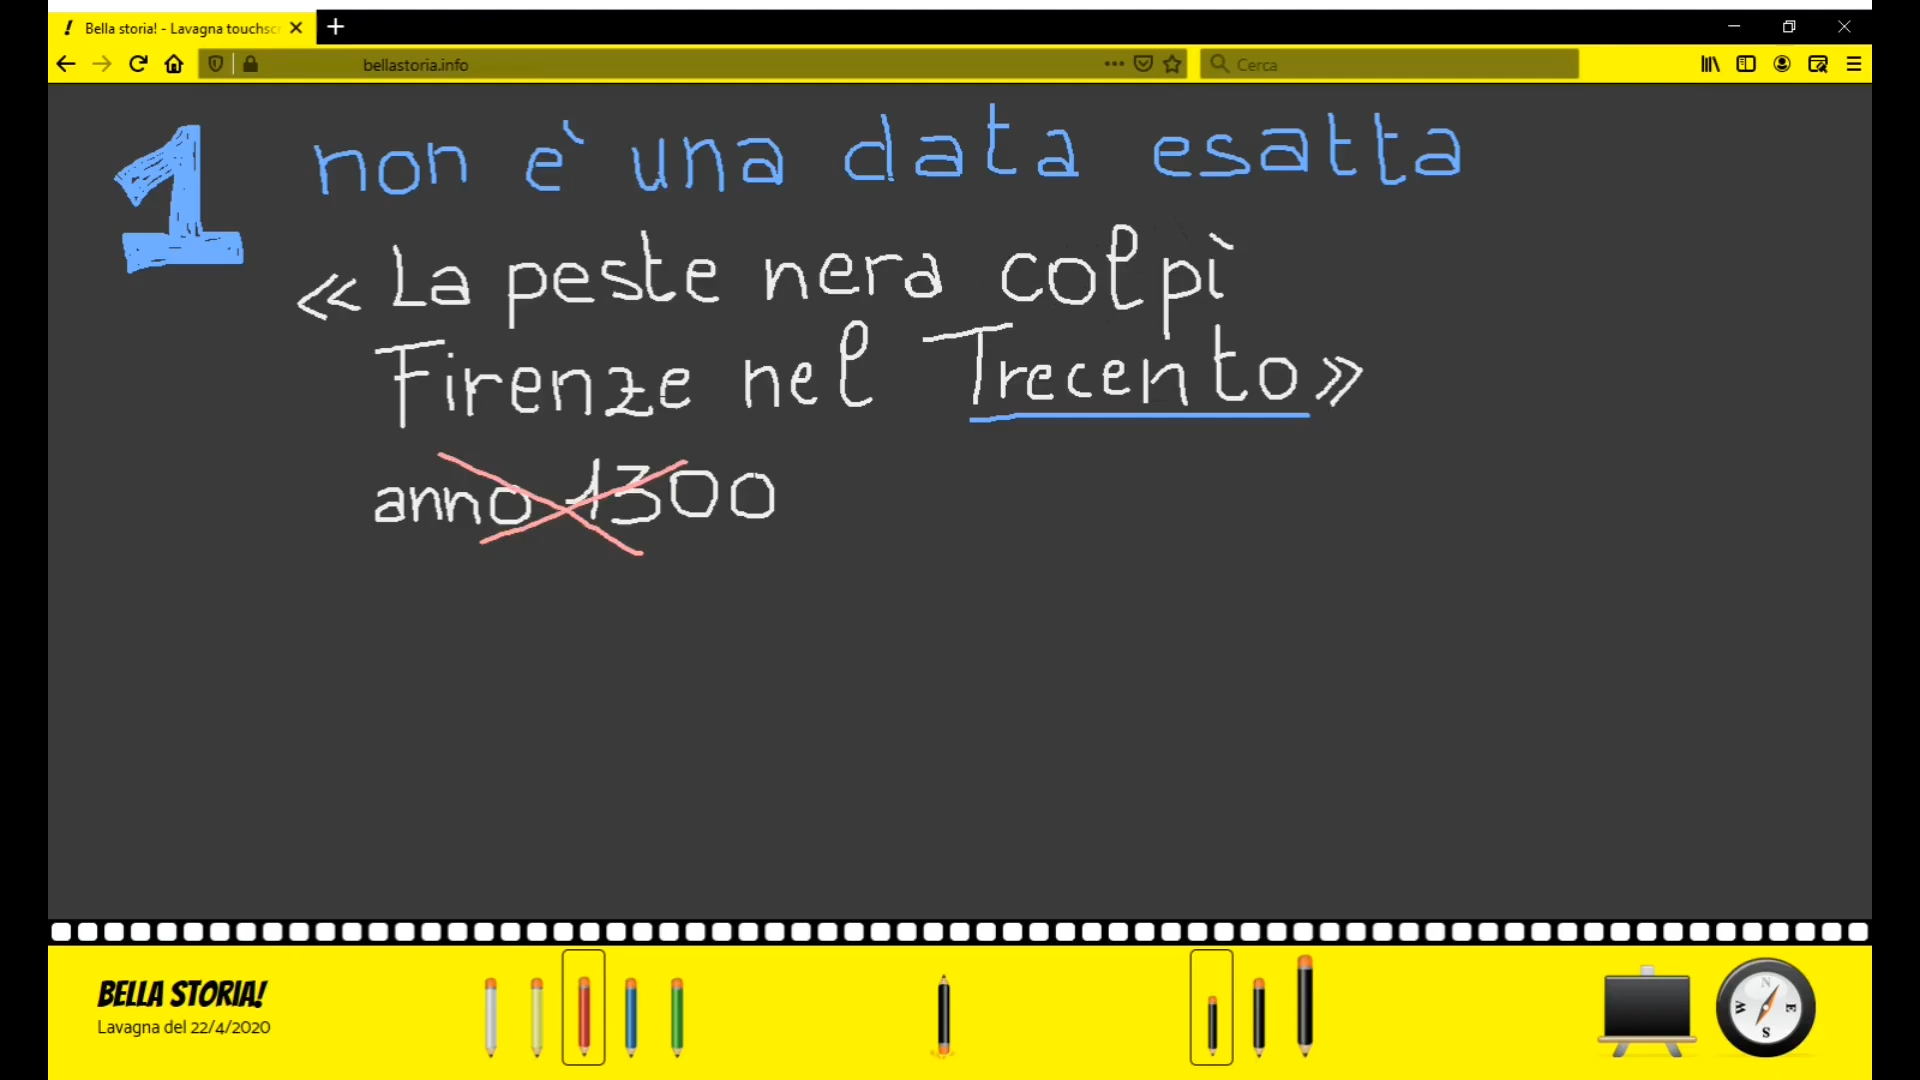 Bella storia! - Lavagna touchsc
bellastoria.info
Cerca
1 non è una data esatta
« La peste nera colpì
Firenze nel Trecento »
anno 1300
BELLA STORIA!
Lavagna del 22/4/2020
N
W
E
S